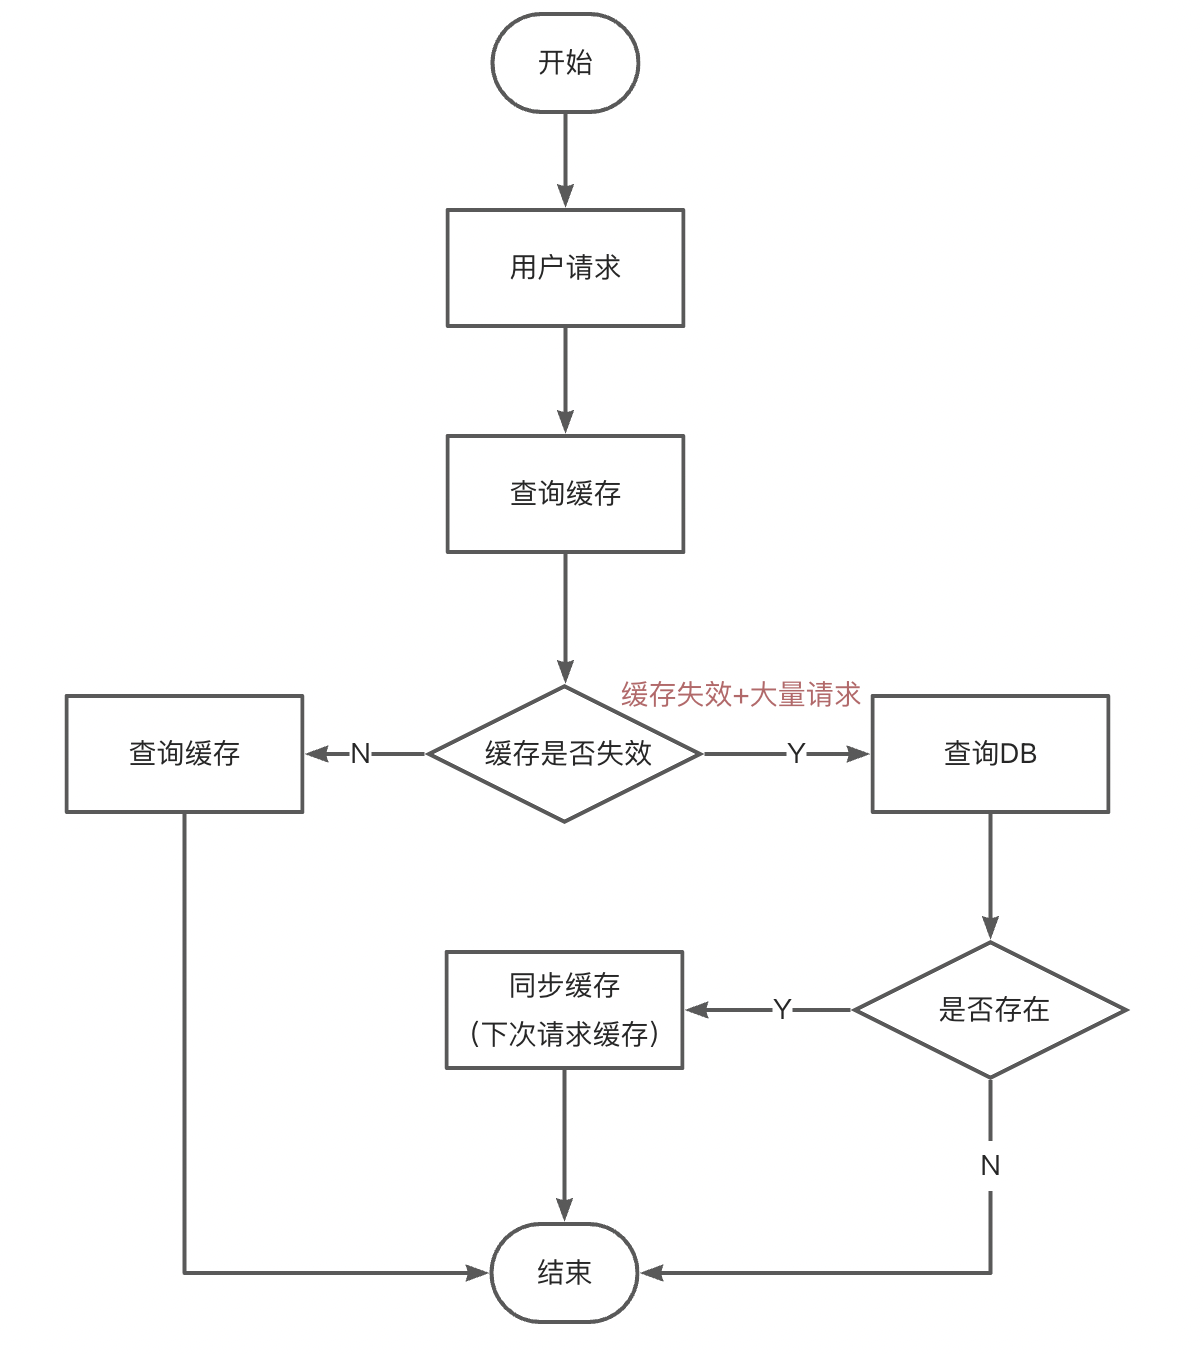 开始
用户请求
查询缓存
缓存失效+大量请求
查询缓存
N
缓存是否失效
Y
查询DB
同步缓存
（下次请求缓存）
Y
是否存在
N
结束